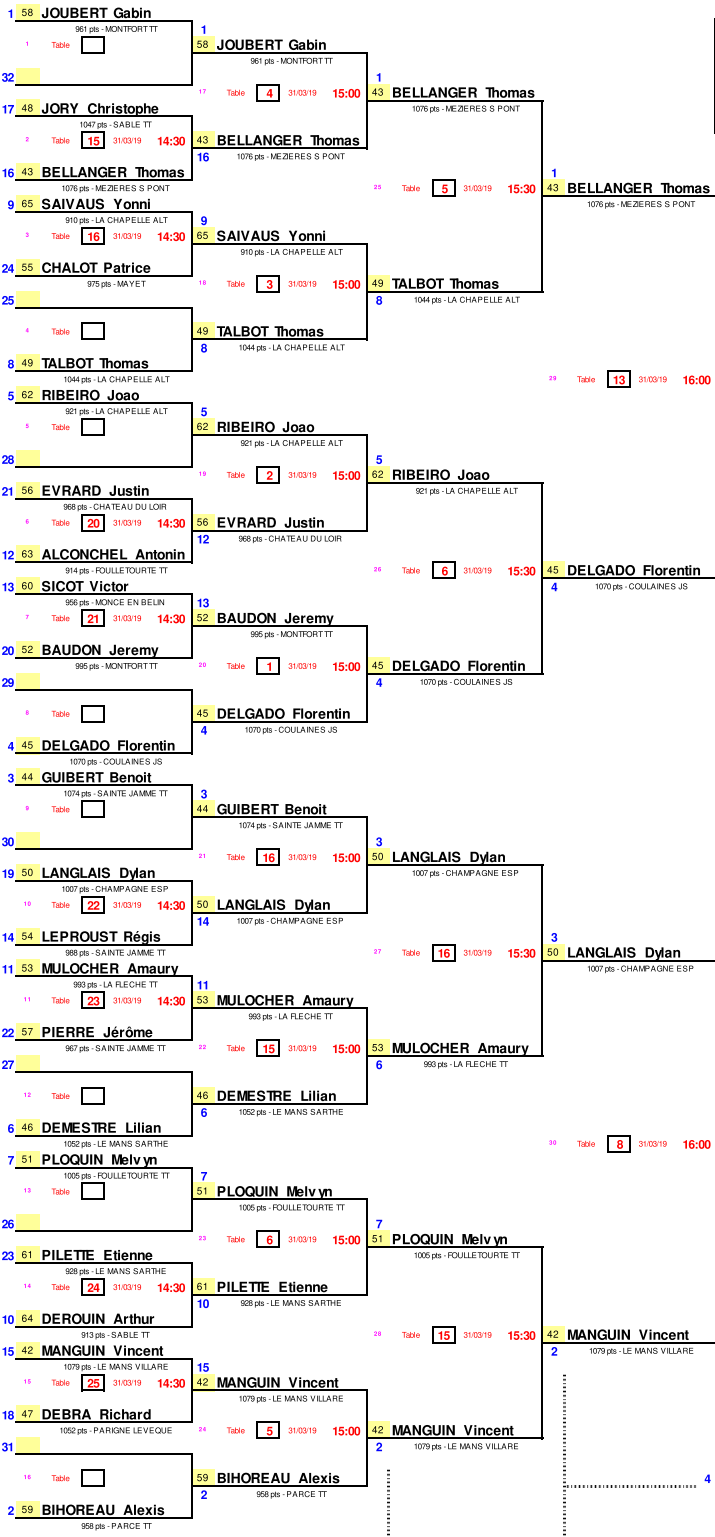 1 58 JOUBERT Gabin
961 pts - MONTFORT TT
1 Table
32
1
58 JOUBERT Gabin
961 pts - MONTFORT TT
17 48 JORY Christophe
1047 pts - SABLE TT
2 Table 15 31/03/19 14:30
16 43 BELLANGER Thomas
1076 pts - MEZIERES S PONT
17 Table 4 31/03/19 15:00
43 BELLANGER Thomas
16
1076 pts - MEZIERES S PONT
1
43 BELLANGER Thomas
1076 pts - MEZIERES S PONT
9 65 SAIVAUS Yonni
910 pts - LA CHAPELLE ALT
3 Table 16 31/03/19 14:30
24 55 CHALOT Patrice
975 pts - MAYET
9
65 SAIVAUS Yonni
910 pts - LA CHAPELLE ALT
25
4 Table
8 49 TALBOT Thomas
1044 pts - LA CHAPELLE ALT
18 Table 3 31/03/19 15:00
49 TALBOT Thomas
8
1044 pts - LA CHAPELLE ALT
25 Table 5 31/03/19 15:30
49 TALBOT Thomas
8
1044 pts - LA CHAPELLE ALT
1
43 BELLANGER Thomas
1076 pts - MEZIERES S PONT
29 Table 13 31/03/19 16:00
5 62 RIBEIRO Joao
921 pts - LA CHAPELLE ALT
5 Table
28
5
62 RIBEIRO Joao
921 pts - LA CHAPELLE ALT
21 56 EVRARD Justin
968 pts - CHATEAU DU LOIR
6 Table 20 31/03/19 14:30
12 63 ALCONCHEL Antonin
914 pts - FOULLETOURTE TT
19 Table 2 31/03/19 15:00
56 EVRARD Justin
12
968 pts - CHATEAU DU LOIR
5
62 RIBEIRO Joao
921 pts - LA CHAPELLE ALT
13 60 SICOT Victor
956 pts - MONCE EN BELIN
7 Table 21 31/03/19 14:30
20 52 BAUDON Jeremy
995 pts - MONTFORT TT
13
52 BAUDON Jeremy
995 pts - MONTFORT TT
29
8 Table
4 45 DELGADO Florentin
1070 pts - COULAINES JS
20 Table 1 31/03/19 15:00
45 DELGADO Florentin
4
1070 pts - COULAINES JS
26 Table 6 31/03/19 15:30
45 DELGADO Florentin
4
1070 pts - COULAINES JS
45 DELGADO Florentin
4
1070 pts - COULAINES JS
3 44 GUIBERT Benoit
1074 pts - SAINTE JAMME TT
9 Table
30
3
44 GUIBERT Benoit
1074 pts - SAINTE JAMME TT
19 50 LANGLAIS Dylan
1007 pts - CHAMPAGNE ESP
10 Table 22 31/03/19 14:30
14 54 LEPROUST Régis
988 pts - SAINTE JAMME TT
21 Table 16 31/03/19 15:00
50 LANGLAIS Dylan
14
1007 pts - CHAMPAGNE ESP
3
50 LANGLAIS Dylan
1007 pts - CHAMPAGNE ESP
11 53 MULOCHER Amaury
993 pts - LA FLECHE TT
11 Table 23 31/03/19 14:30
22 57 PIERRE Jérôme
967 pts - SAINTE JAMME TT
11
53 MULOCHER Amaury
993 pts - LA FLECHE TT
27
12 Table
6 46 DEMESTRE Lilian
1052 pts - LE MANS SARTHE
22 Table 15 31/03/19 15:00
46 DEMESTRE Lilian
6
1052 pts - LE MANS SARTHE
27 Table 16 31/03/19 15:30
53 MULOCHER Amaury
6
993 pts - LA FLECHE TT
3
50 LANGLAIS Dylan
1007 pts - CHAMPAGNE ESP
30 Table 8 31/03/19 16:00
7 51 PLOQUIN Melvyn
1005 pts - FOULLETOURTE TT
13 Table
26
7
51 PLOQUIN Melvyn
1005 pts - FOULLETOURTE TT
23 61 PILETTE Etienne
928 pts - LE MANS SARTHE
14 Table 24 31/03/19 14:30
10 64 DEROUIN Arthur
913 pts - SABLE TT
23 Table 6 31/03/19 15:00
61 PILETTE Etienne
10
928 pts - LE MANS SARTHE
7
51 PLOQUIN Melvyn
1005 pts - FOULLETOURTE TT
15 42 MANGUIN Vincent
1079 pts - LE MANS VILLARE
15 Table 25 31/03/19 14:30
18 47 DEBRA Richard
1052 pts - PARIGNE LEVEQUE
15
42 MANGUIN Vincent
1079 pts - LE MANS VILLARE
31
16 Table
2 59 BIHOREAU Alexis
958 pts - PARCE TT
24 Table 5 31/03/19 15:00
59 BIHOREAU Alexis
2
958 pts - PARCE TT
28 Table 15 31/03/19 15:30
42 MANGUIN Vincent
2
1079 pts - LE MANS VILLARE
42 MANGUIN Vincent
2
1079 pts - LE MANS VILLARE
4